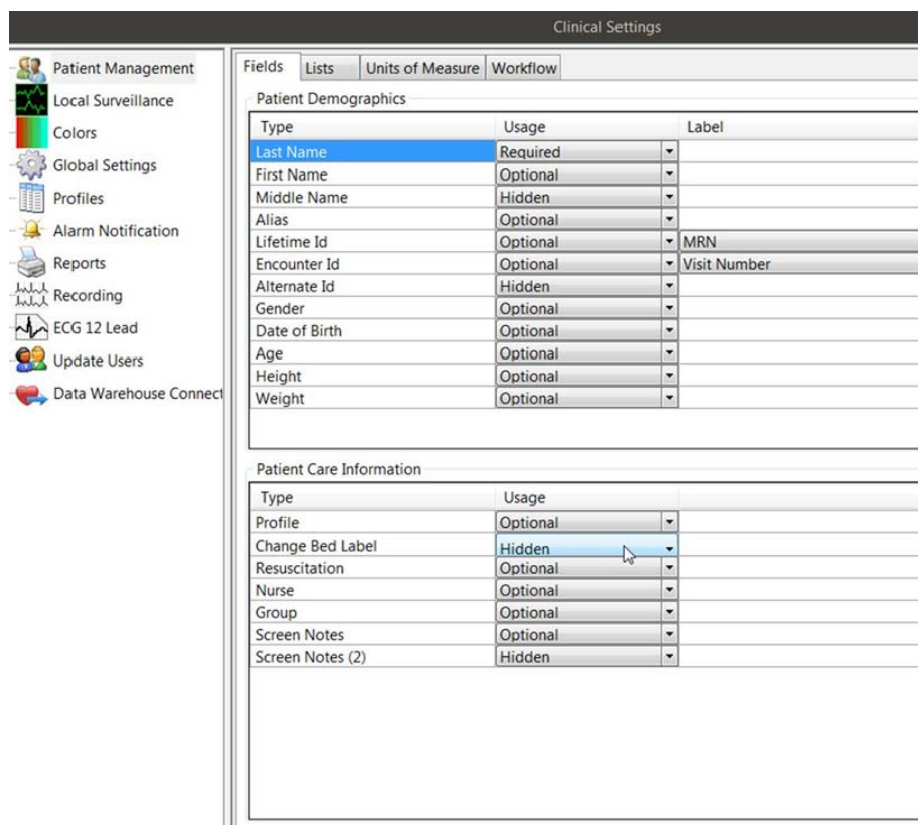 Clinical Settings
Patient Management
Local Surveillance
Colors
Global Settings
Profiles
Alarm Notification
Reports
Recording
ECG 12 Lead
Update Users
Data Warehouse Connect
Fields Lists Units of Measure Workflow
Patient Demographics
Type Usage Label
Last Name Required
First Name Optional
Middle Name Hidden
Alias Optional
Lifetime Id Optional MRN
Encounter Id Optional Visit Number
Alternate Id Hidden
Gender Optional
Date of Birth Optional
Age Optional
Height Optional
Weight Optional
Patient Care Information
Type Usage
Profile Optional
Change Bed Label Hidden
Resuscitation Optional
Nurse Optional
Group Optional
Screen Notes Optional
Screen Notes (2) Hidden